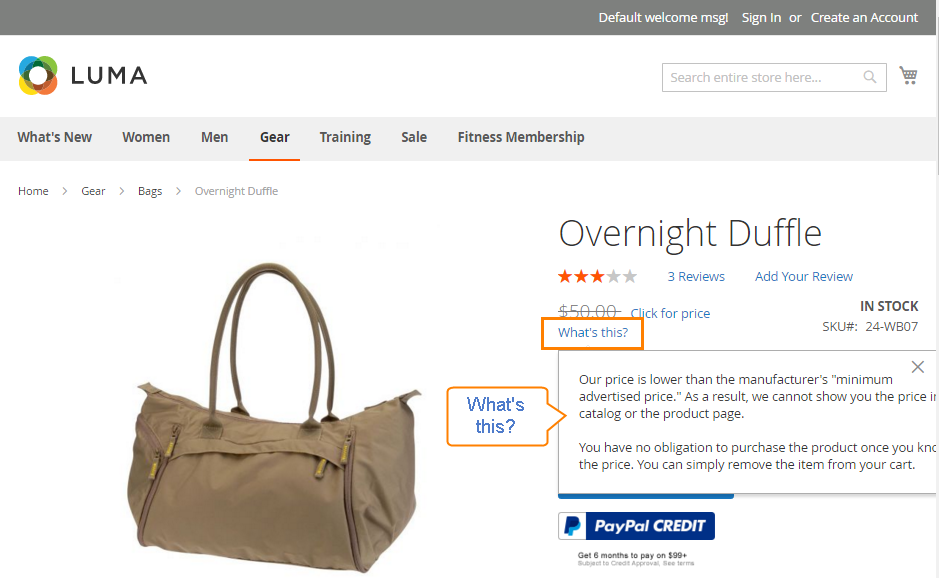 Default welcome msg! Sign In or Create an Account
LUMA
Search entire store here...
What's New Women Men Gear Training Sale Fitness Membership
Home > Gear > Bags > Overnight Duffle
Overnight Duffle
3 Reviews Add Your Review
$50.00 Click for price
IN STOCK
What's this?
SKU#: 24-WB07
Our price is lower than the manufacturer's "minimum
advertised price." As a result, we cannot show you the price in
catalog or the product page.
What's
this?
You have no obligation to purchase the product once you kno
the price. You can simply remove the item from your cart.
PayPal CREDIT
Get 6 months to pay on $99+
Subject to Credit Approval. See terms